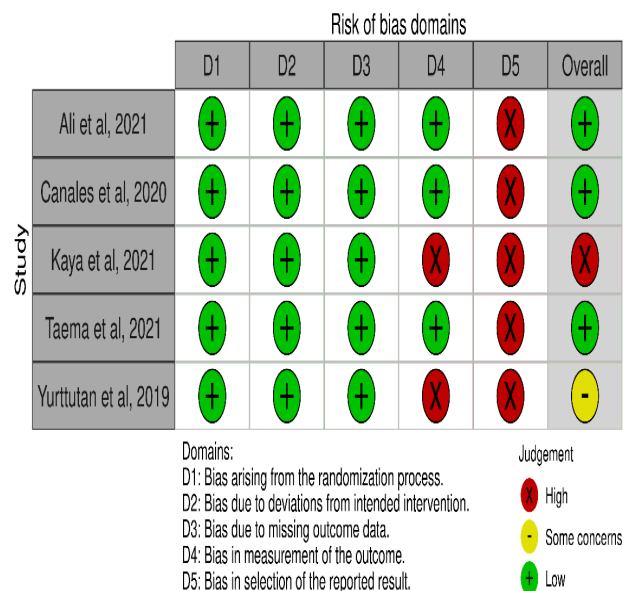 Risk of bias domains
D1 D2 D3 D4 D5 Overall
Study
Ali et al, 2021 + + + + X +
Canales et al, 2020 + + + + X +
Kaya et al, 2021 + + + X X X
Taema et al, 2021 + + + + X +
Yurttutan et al, 2019 + + + X X -
Domains:
D1: Bias arising from the randomization process.
D2: Bias due to deviations from intended intervention.
D3: Bias due to missing outcome data.
D4: Bias in measurement of the outcome.
D5: Bias in selection of the reported result.
Judgement
X High
- Some concerns
+ Low